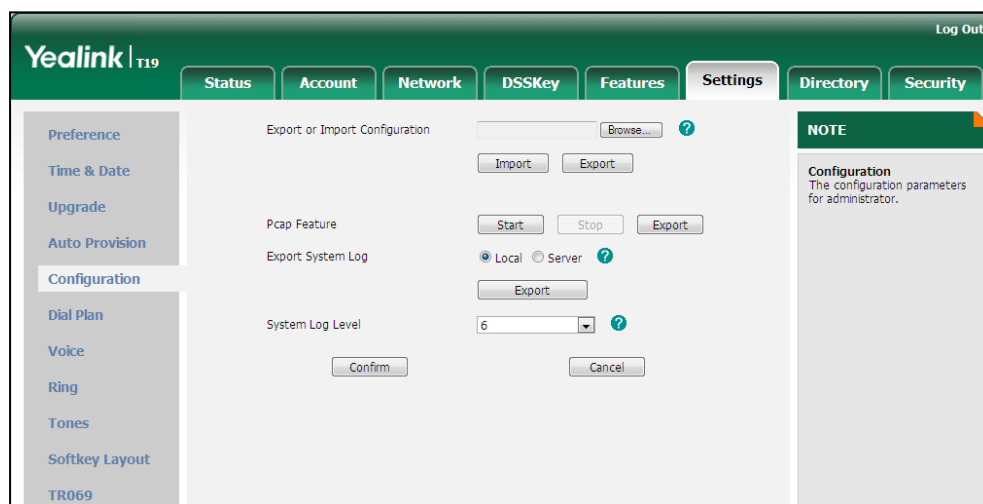 Log Out
Yealink | T19
Status Account Network DSSKey Features Settings Directory Security
Preference
Time & Date
Upgrade
Auto Provision
Configuration
Dial Plan
Voice
Ring
Tones
Softkey Layout
TR069
Export or Import Configuration Browse... ?
Import Export
Pcap Feature Start Stop Export
Export System Log Local Server ?
Export
System Log Level 6 ?
Confirm Cancel
NOTE
Configuration
The configuration parameters
for administrator.